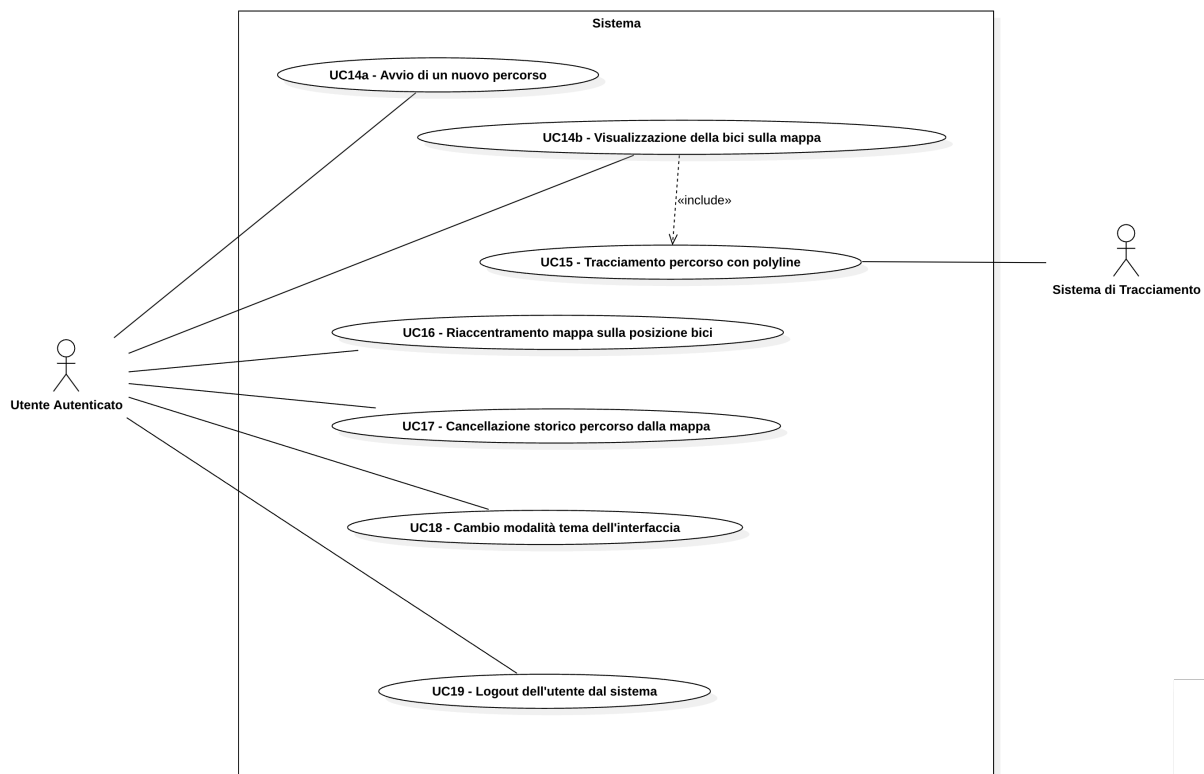 Sistema
UC14a - Avvio di un nuovo percorso
UC14b - Visualizzazione della bici sulla mappa
«include»
UC15 - Tracciamento percorso con polyline
Sistema di Tracciamento
UC16 - Riaccentramento mappa sulla posizione bici
Utente Autenticato
UC17 - Cancellazione storico percorso dalla mappa
UC18 - Cambio modalità tema dell'interfaccia
UC19 - Logout dell'utente dal sistema